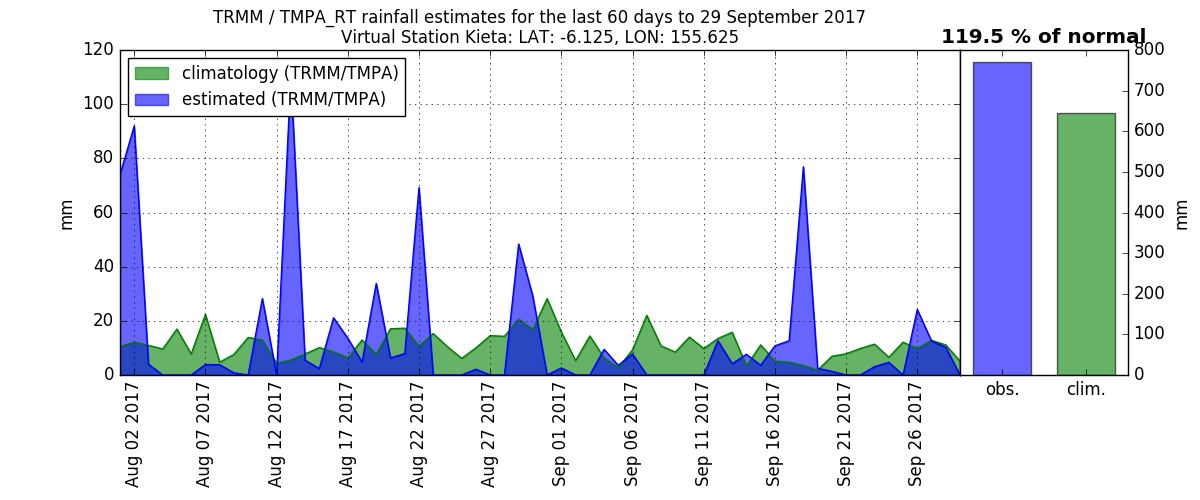 TRMM / TMPA_RT rainfall estimates for the last 60 days to 29 September 2017
Virtual Station Kieta: LAT: -6.125, LON: 155.625
119.5 % of normal
climatology (TRMM/TMPA)
estimated (TRMM/TMPA)
120
100
80
60
40
20
0
mm
Aug 02 2017
Aug 07 2017
Aug 12 2017
Aug 17 2017
Aug 22 2017
Aug 27 2017
Sep 01 2017
Sep 06 2017
Sep 11 2017
Sep 16 2017
Sep 21 2017
Sep 26 2017
obs.
clim.
800
700
600
500
400
300
200
100
0
mm